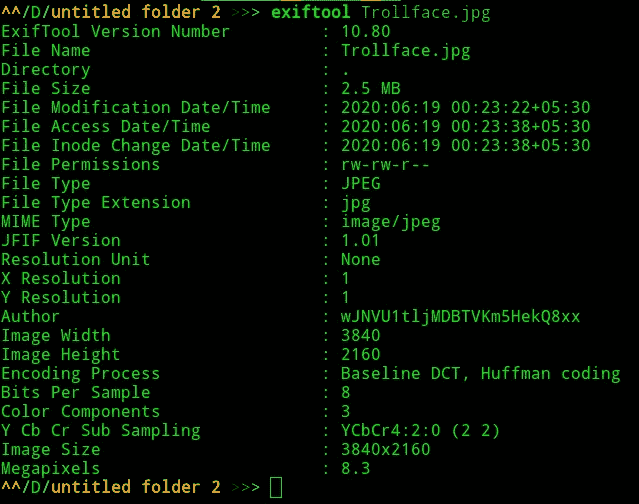 ^^/D/untitled folder 2 >>> exiftool Trollface.jpg
ExifTool Version Number : 10.80
File Name : Trollface.jpg
Directory : .
File Size : 2.5 MB
File Modification Date/Time : 2020:06:19 00:23:22+05:30
File Access Date/Time : 2020:06:19 00:23:38+05:30
File Inode Change Date/Time : 2020:06:19 00:23:38+05:30
File Permissions : rw-rw-r--
File Type : JPEG
File Type Extension : jpg
MIME Type : image/jpeg
JFIF Version : 1.01
Resolution Unit : None
X Resolution : 1
Y Resolution : 1
Author : wJNVU1tljMDBTVKm5HekQ8xx
Image Width : 3840
Image Height : 2160
Encoding Process : Baseline DCT, Huffman coding
Bits Per Sample : 8
Color Components : 3
Y Cb Cr Sub Sampling : YCbCr4:2:0 (2 2)
Image Size : 3840x2160
Megapixels : 8.3
^^/D/untitled folder 2 >>>